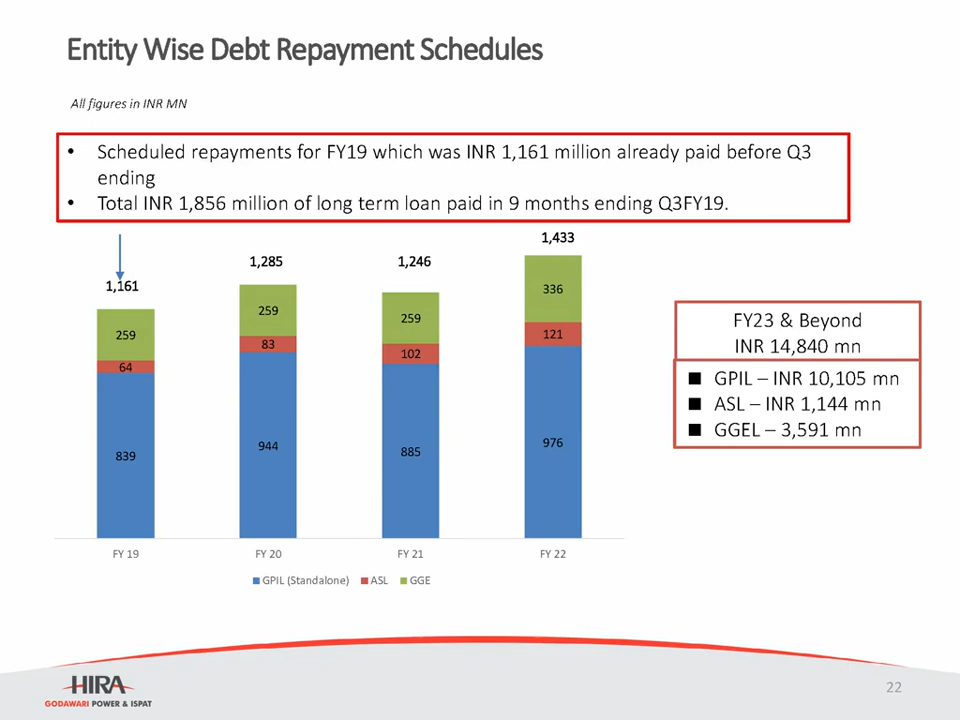 Entity Wise Debt Repayment Schedules
All figures in INR MN
• Scheduled repayments for FY19 which was INR 1,161 million already paid before Q3
ending
• Total INR 1,856 million of long term loan paid in 9 months ending Q3FY19.
1,161
1,285
1,246
1,433
259
259
259
336
64
83
102
121
839
944
885
976
FY 19
FY 20
FY 21
FY 22
GPIL (Standalone)
ASL
GGE
FY23 & Beyond
INR 14,840 mn
■ GPIL – INR 10,105 mn
■ ASL – INR 1,144 mn
■ GGEL – 3,591 mn
HIRA
GODAWARI POWER & ISPAT
22